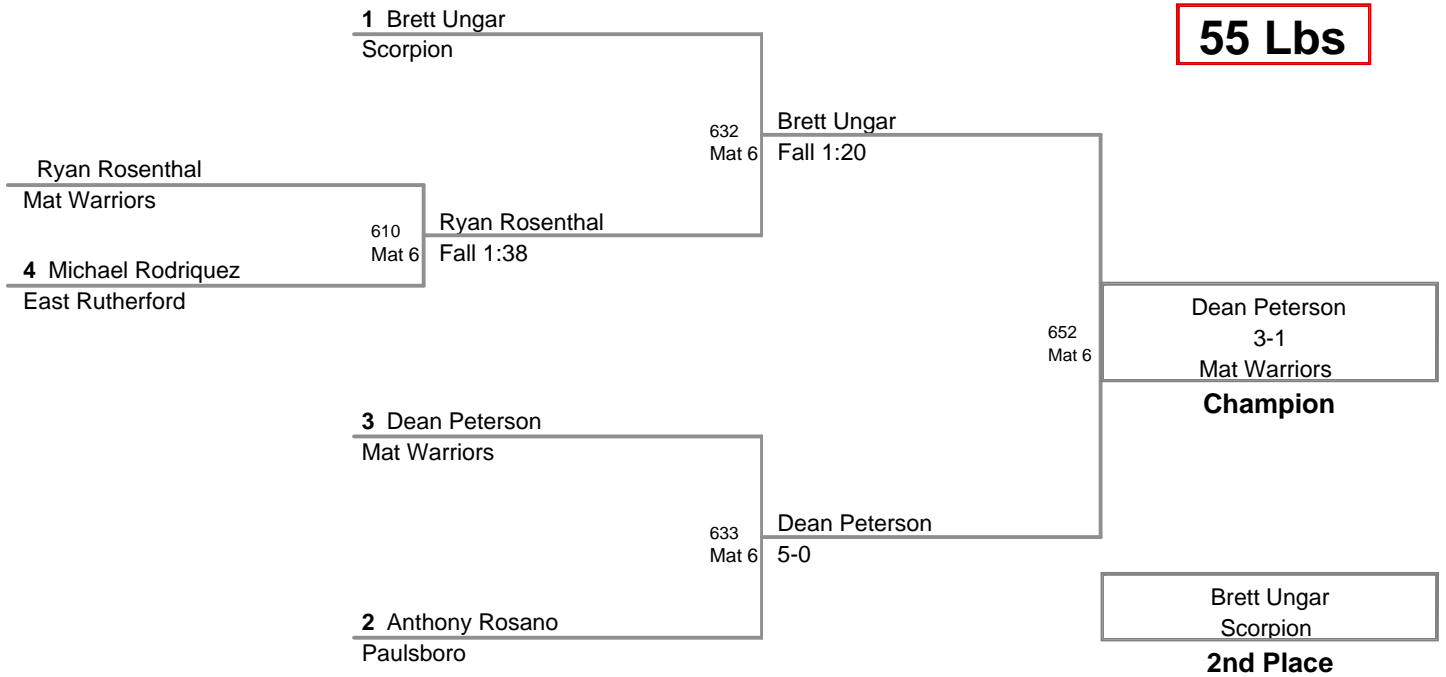 55 Lbs
1 Brett Ungar
Scorpion
Ryan Rosenthal
Mat Warriors
4 Michael Rodriquez
East Rutherford
610
Mat 6
Ryan Rosenthal
Fall 1:38
632
Mat 6
Brett Ungar
Fall 1:20
3 Dean Peterson
Mat Warriors
2 Anthony Rosano
Paulsboro
633
Mat 6
Dean Peterson
5-0
652
Mat 6
Dean Peterson
3-1
Mat Warriors
Champion
Brett Ungar
Scorpion
2nd Place